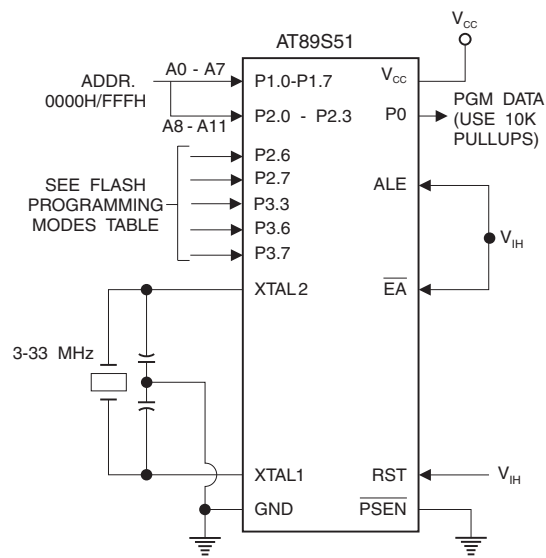 AT89S51
V_CC
A0 - A7
ADDR.
0000H/FFFH
P1.0-P1.7
V_CC
A8 - A11
P2.0 - P2.3
P0
PGM DATA
(USE 10K
PULLUPS)
P2.6
P2.7
SEE FLASH
PROGRAMMING
MODES TABLE
P3.3
P3.6
P3.7
ALE
V_IH
XTAL2
EA
3-33 MHz
XTAL1
RST
V_IH
GND
PSEN